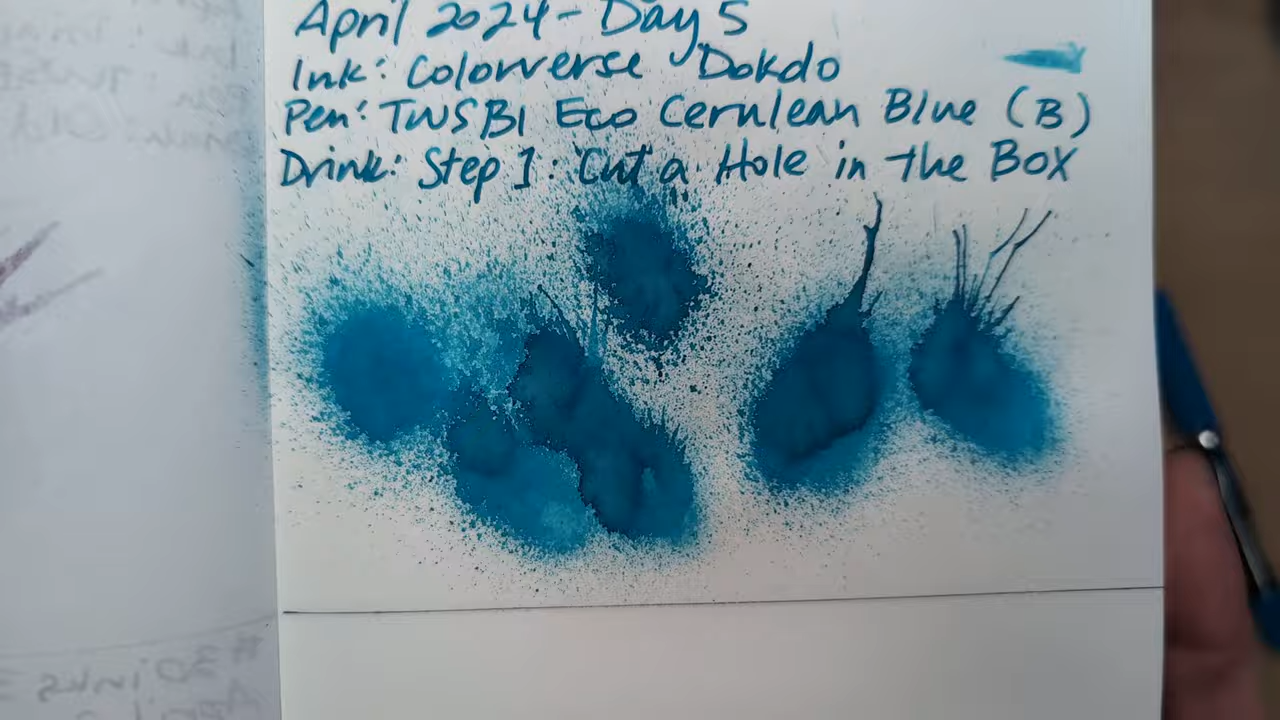 April 2024 - Day 5
Ink: Colorverse Dokdo
Pen: TWSBI Eco Cerulean Blue (B)
Drink: Step 1: Cut a Hole in the Box